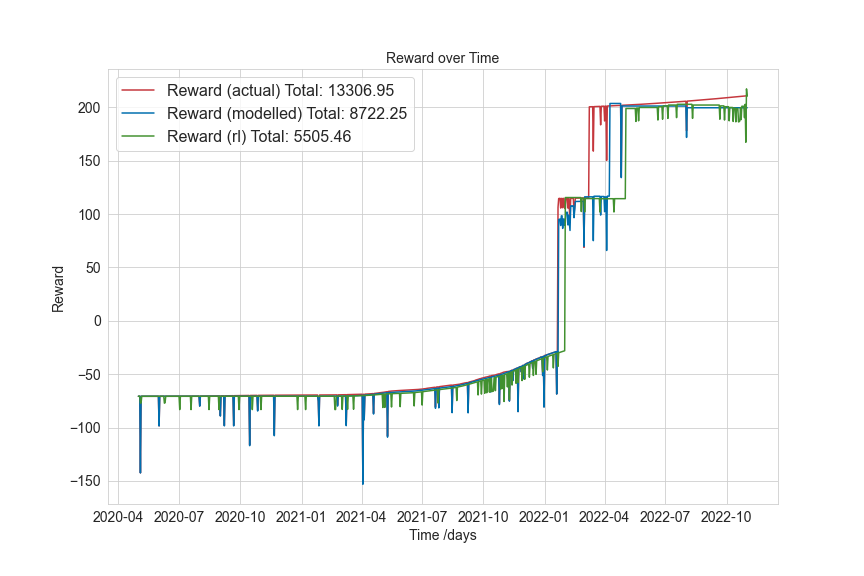 Reward over Time
Reward (actual) Total: 13306.95
Reward (modelled) Total: 8722.25
Reward (rl) Total: 5505.46
Reward
200
150
100
50
0
−50
−100
−150
2020-04 2020-07 2020-10 2021-01 2021-04 2021-07 2021-10 2022-01 2022-04 2022-07 2022-10
Time /days